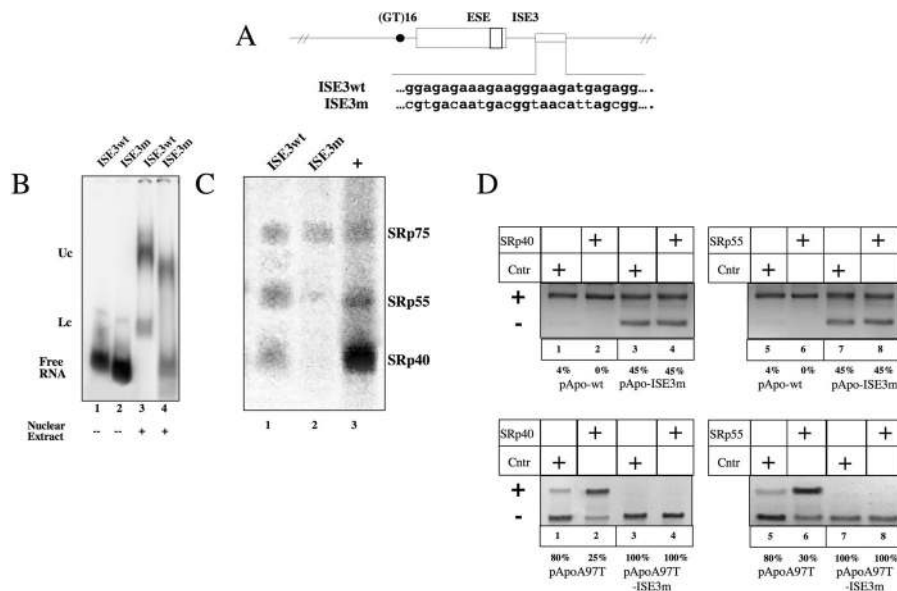 A
(GT)16 ESE ISE3
ISE3wt ...ggagagaaagaagggaagatgagagg....
ISE3m ...cgtgacaatgacggtaacattagcgg....
B
ISE3wt ISE3m ISE3wt ISE3m
Uc
Lc
Free
RNA
1 2 3 4
Nuclear
Extract -- -- + +
C
ISE3wt ISE3m +
SRp75
SRp55
SRp40
1 2 3
D
SRp40 + +
Cntr + +
+
-
1 2 3 4
4% 0% 45% 45%
pApo-wt pApo-ISE3m
SRp55 + +
Cntr + +
5 6 7 8
4% 0% 45% 45%
pApo-wt pApo-ISE3m
SRp40 + +
Cntr + +
+
-
1 2 3 4
80% 25% 100% 100%
pApoA97T pApoA97T
-ISE3m
SRp55 + +
Cntr + +
5 6 7 8
80% 30% 100% 100%
pApoA97T pApoA97T
-ISE3m